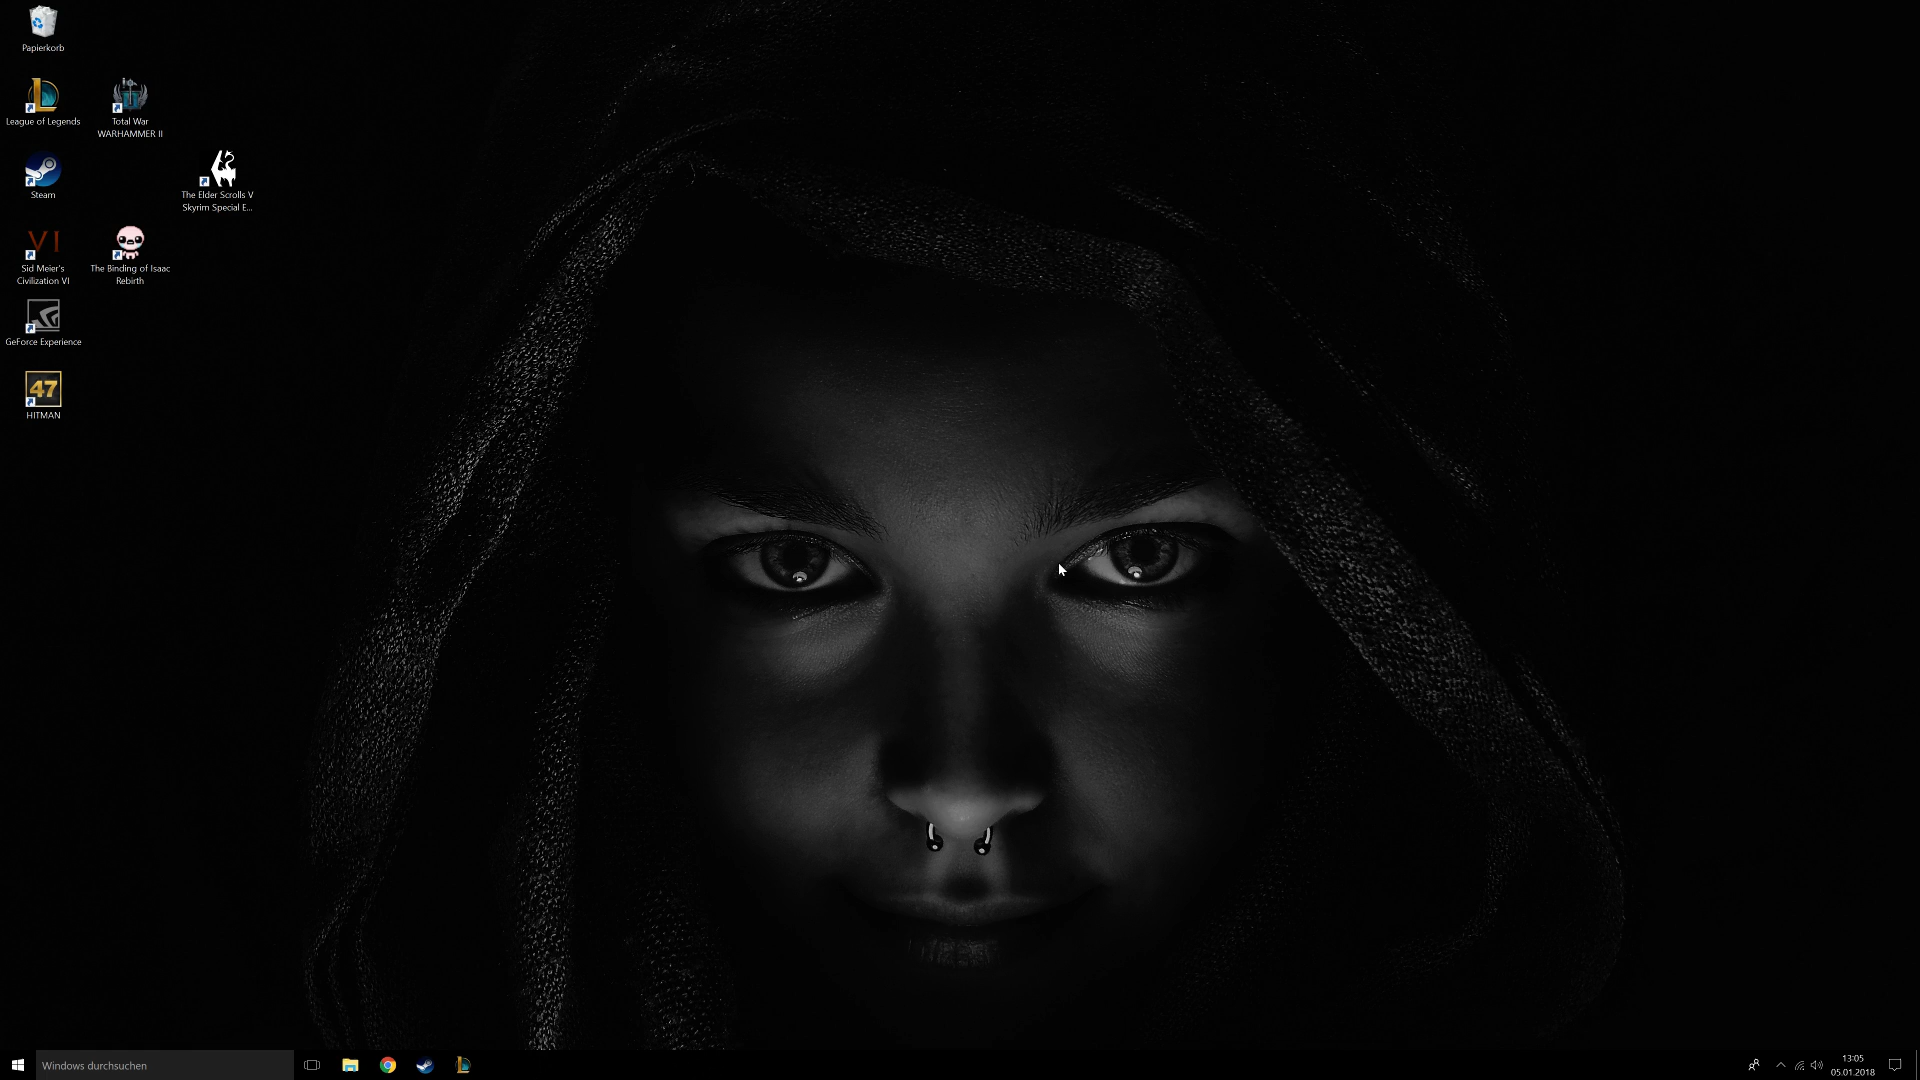 Papierkorb
League of Legends
Total War
WARHAMMER II
Steam
The Elder Scrolls V
Skyrim Special E...
VI
Sid Meier's
Civilization VI
The Binding of Isaac
Rebirth
GeForce Experience
47
HITMAN
Windows durchsuchen
13:05
05.01.2018